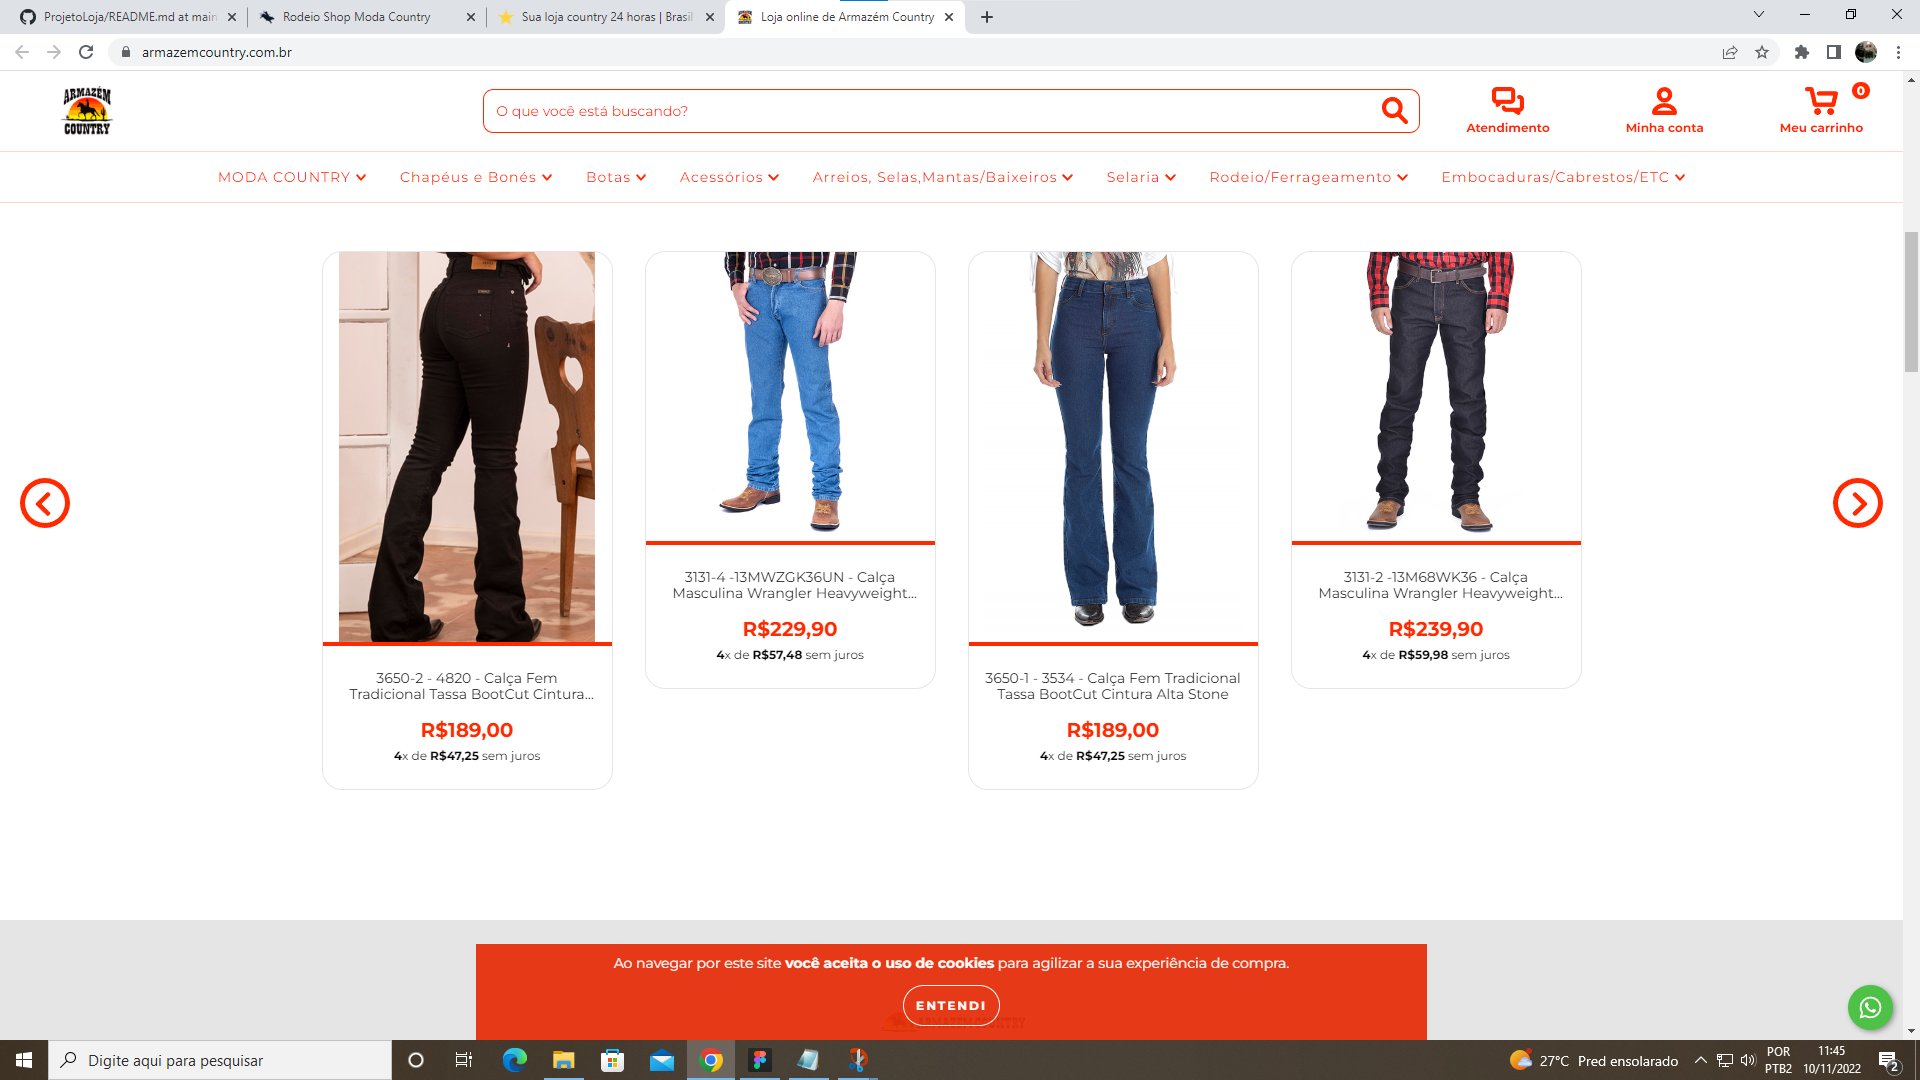 ProjetoLoja/README.md at main
Rodeio Shop Moda Country
Sua loja country 24 horas | Brasil
Loja online de Armazém Country
armazemcountry.com.br
ARMAZÉM
COUNTRY
O que você está buscando?
Atendimento
Minha conta
0
Meu carrinho
MODA COUNTRY
Chapéus e Bonés
Botas
Acessórios
Arreios, Selas,Mantas/Baixeiros
Selaria
Rodeio/Ferrageamento
Embocaduras/Cabrestos/ETC
3650-2 - 4820 - Calça Fem
Tradicional Tassa BootCut Cintura...
R$189,00
4x de R$47,25 sem juros
3131-4 -13MWZGK36UN - Calça
Masculina Wrangler Heavyweight...
R$229,90
4x de R$57,48 sem juros
3650-1 - 3534 - Calça Fem Tradicional
Tassa BootCut Cintura Alta Stone
R$189,00
4x de R$47,25 sem juros
3131-2 -13M68WK36 - Calça
Masculina Wrangler Heavyweight...
R$239,90
4x de R$59,98 sem juros
Ao navegar por este site você aceita o uso de cookies para agilizar a sua experiência de compra.
ENTENDI
Digite aqui para pesquisar
27°C Pred ensolarado
POR
PTB2
11:45
10/11/2022
2